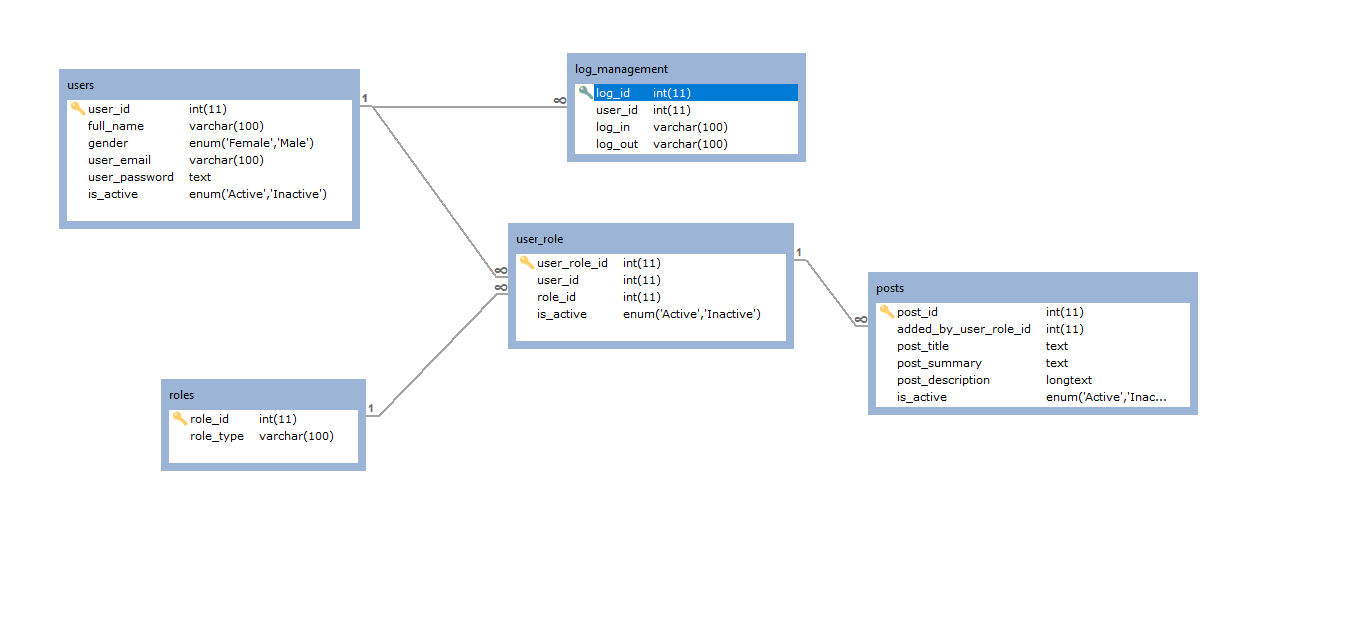 users
user_id int(11)
full_name varchar(100)
gender enum('Female','Male')
user_email varchar(100)
user_password text
is_active enum('Active','Inactive')
1
∞
log_management
log_id int(11)
user_id int(11)
log_in varchar(100)
log_out varchar(100)
user_role
user_role_id int(11)
user_id int(11)
role_id int(11)
is_active enum('Active','Inactive')
∞
∞
1
∞
posts
post_id int(11)
added_by_user_role_id int(11)
post_title text
post_summary text
post_description longtext
is_active enum('Active','Inac...
roles
role_id int(11)
role_type varchar(100)
1